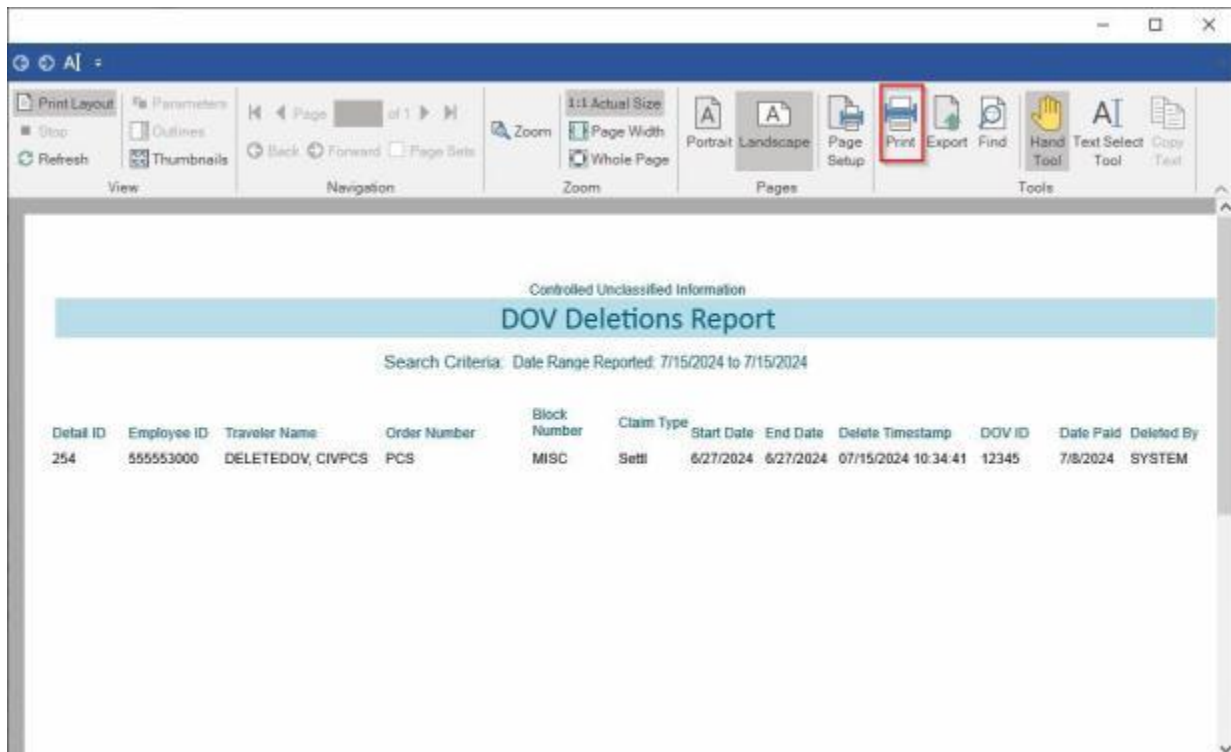 AI
Print Layout
Parameters
Page
of 1
1:1 Actual Size
Stop
Outlines
Zoom
Page Width
Portrait
Landscape
Page Setup
Print
Export
Find
Hand Tool
Text Select Tool
Copy Text
Refresh
Thumbnails
Back
Forward
Page Sets
Whole Page
View
Navigation
Zoom
Pages
Tools
Controlled Unclassified Information
DOV Deletions Report
Search Criteria: Date Range Reported: 7/15/2024 to 7/15/2024
Detail ID Employee ID Traveler Name Order Number Block Number Claim Type Start Date End Date Delete Timestamp DOV ID Date Paid Deleted By
254 555553000 DELETEDOV, CIVPCS PCS MISC Settl 6/27/2024 6/27/2024 07/15/2024 10:34:41 12345 7/8/2024 SYSTEM